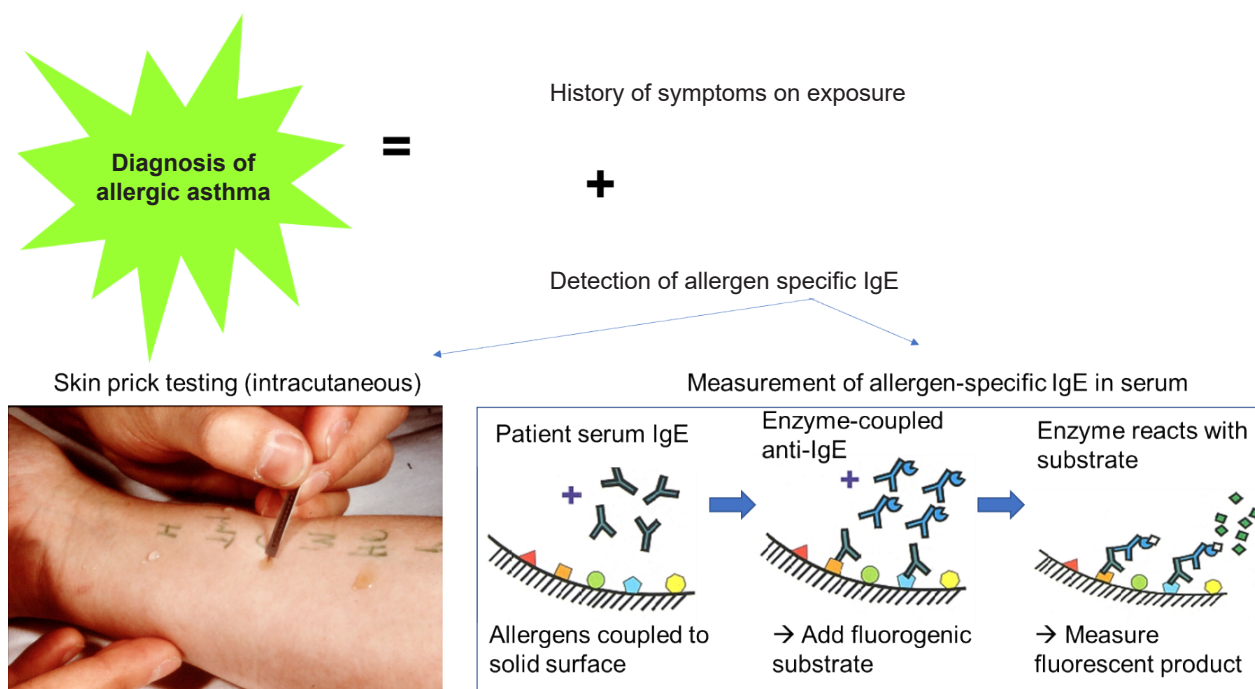 Diagnosis of
allergic asthma
=
History of symptoms on exposure
+
Detection of allergen specific IgE
Skin prick testing (intracutaneous)
Measurement of allergen-specific IgE in serum
H
M
Patient serum IgE
+
Allergens coupled to
solid surface
Enzyme-coupled
anti-IgE
+
→ Add fluorogenic
substrate
Enzyme reacts with
substrate
→ Measure
fluorescent product